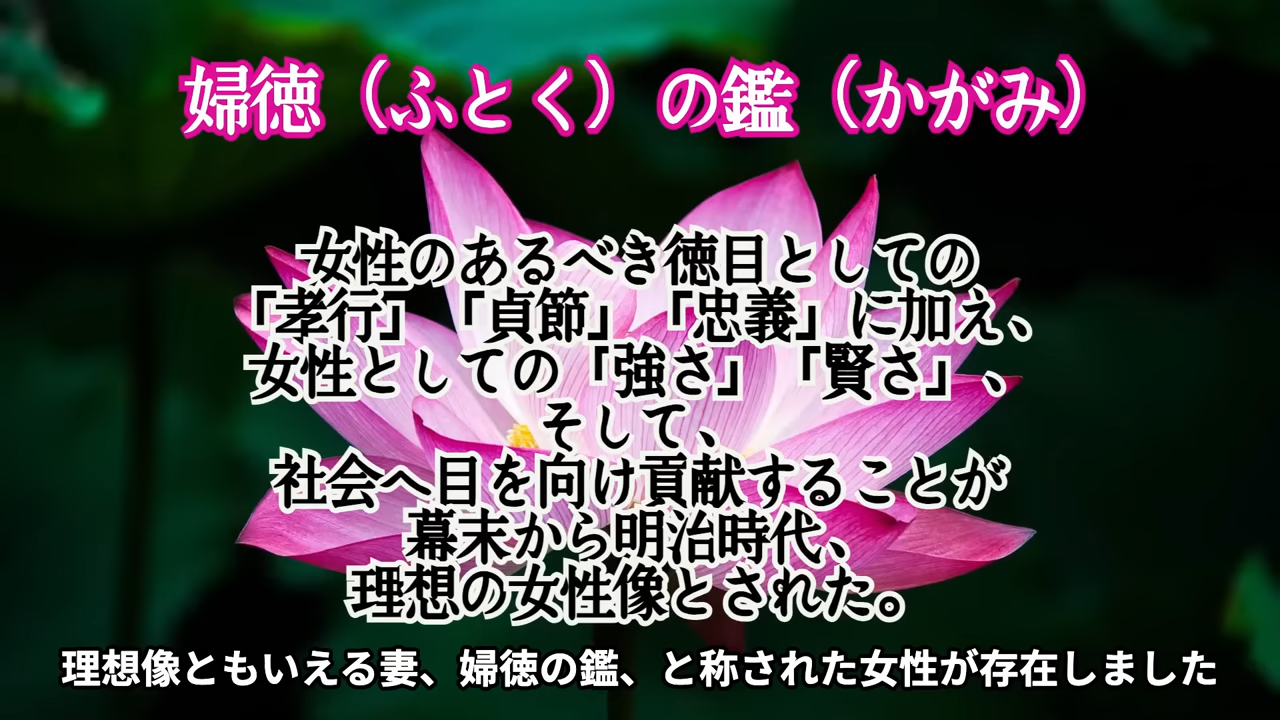 婦徳（ふとく）の鑑（かがみ）
女性のあるべき徳目としての
「孝行」「貞節」「忠義」に加え、
女性としての「強さ」「賢さ」、
そして、
社会へ目を向け貢献することが
幕末から明治時代、
理想の女性像とされた。
理想像ともいえる妻、婦徳の鑑、と称された女性が存在しました